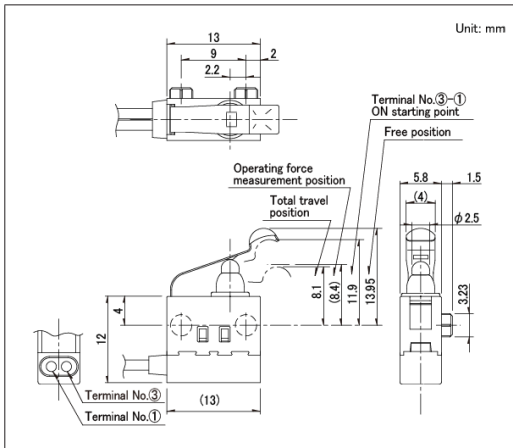 Unit: mm
13
9
2
2.2
Terminal No.③-①
ON starting point
Free position
Operating force
measurement position
Total travel
position
5.8
1.5
(4)
φ2.5
8.1
(8.4)
11.9
13.95
3.23
4
12
(13)
Terminal No.③
Terminal No.①